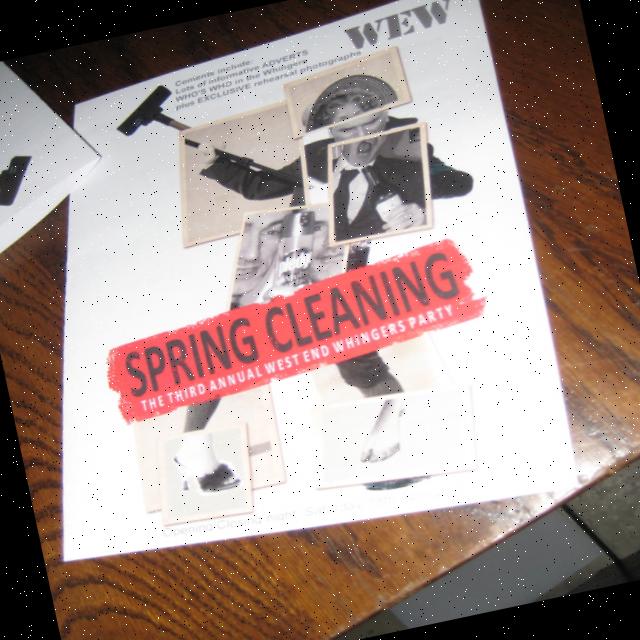 WEW
Contents include:
Lots of informative ADVERTS
WHO'S WHO in the Whingers
Plus EXCLUSIVE rehearsal photographs
SPRING CLEANING
THE THIRD ANNUAL WEST END WHINGERS PARTY